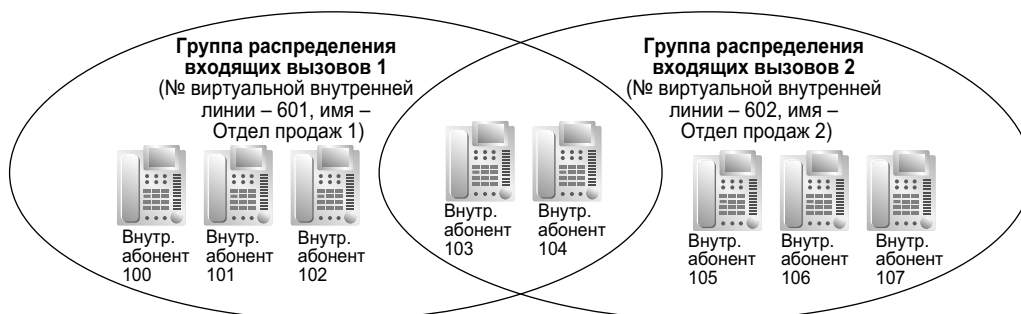 Группа распределения
входящих вызовов 1
(№ виртуальной внутренней
линии – 601, имя –
Отдел продаж 1)
Группа распределения
входящих вызовов 2
(№ виртуальной внутренней
линии – 602, имя –
Отдел продаж 2)
Внутр.
абонент
100
Внутр.
абонент
101
Внутр.
абонент
102
Внутр.
абонент
103
Внутр.
абонент
104
Внутр.
абонент
105
Внутр.
абонент
106
Внутр.
абонент
107